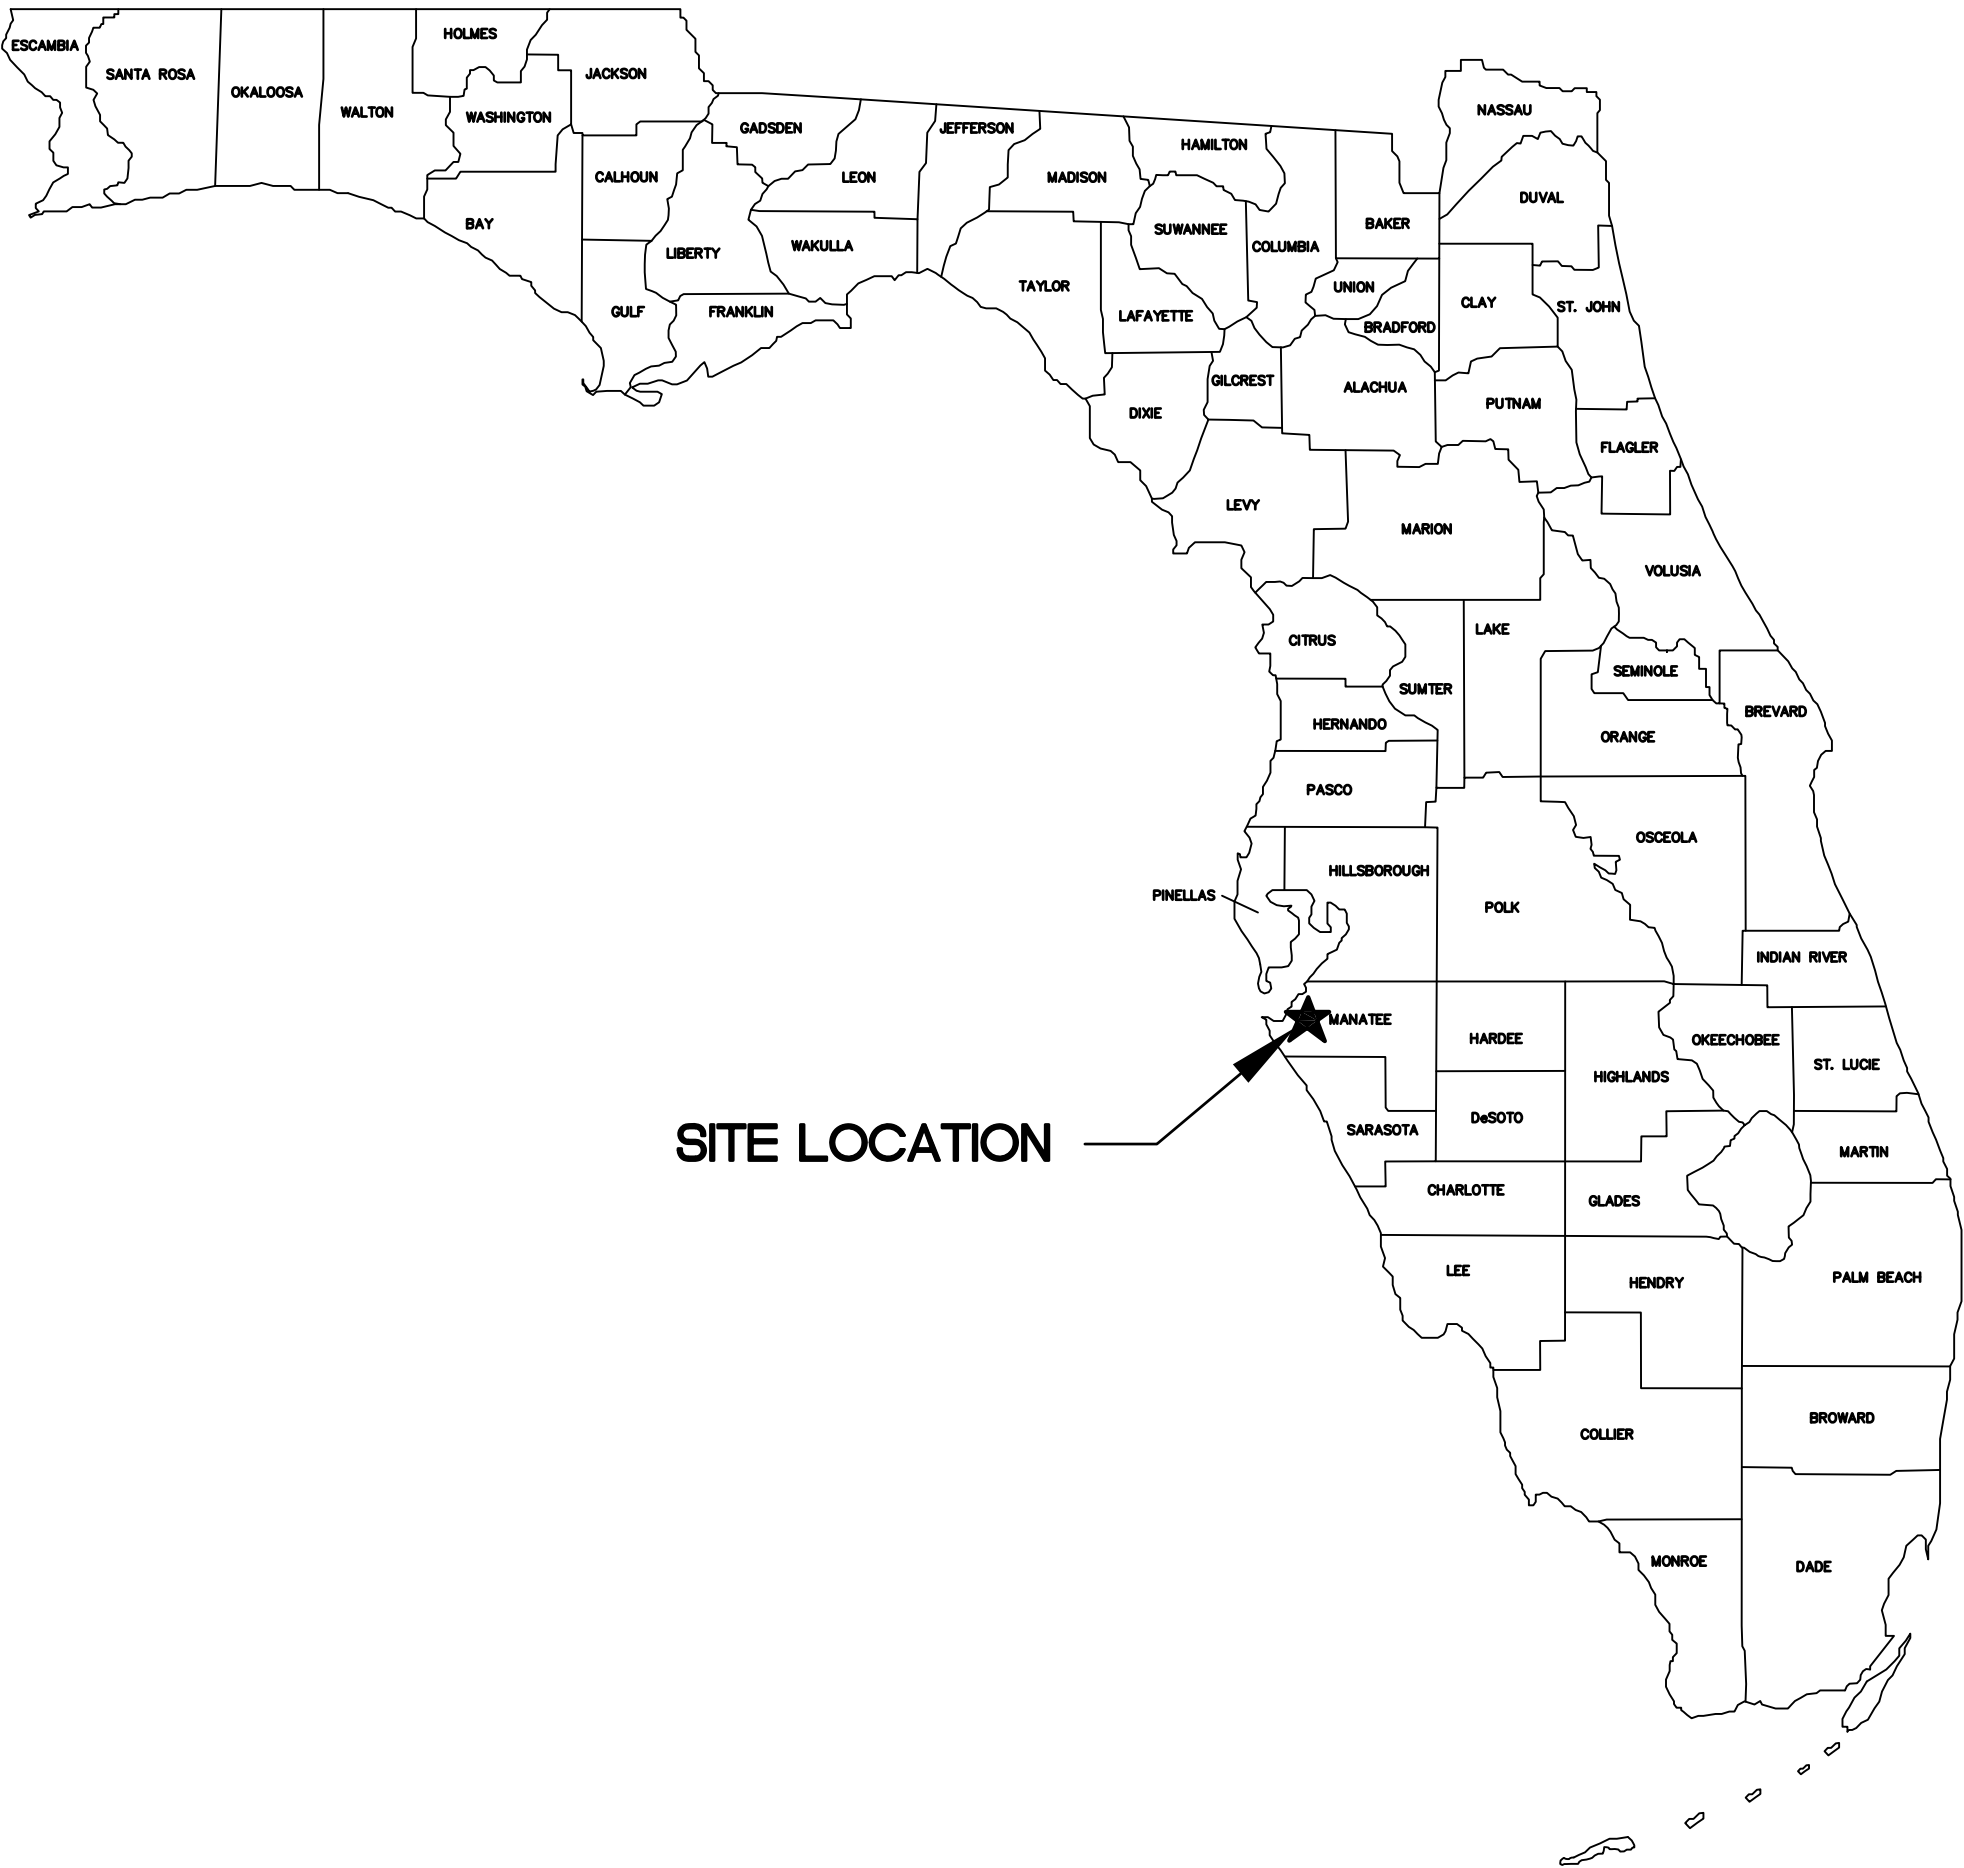 ESCAMBIA
SANTA ROSA
OKALOOSA
WALTON
HOLMES
WASHINGTON
JACKSON
BAY
CALHOUN
GULF
LIBERTY
GADSDEN
FRANKLIN
LEON
WAKULLA
JEFFERSON
MADISON
TAYLOR
HAMILTON
SUWANNEE
LAFAYETTE
DIXIE
COLUMBIA
GILCREST
BAKER
UNION
BRADFORD
ALACHUA
NASSAU
DUVAL
CLAY
ST. JOHN
PUTNAM
FLAGLER
LEVY
MARION
VOLUSIA
CITRUS
SUMTER
LAKE
SEMINOLE
HERNANDO
ORANGE
BREVARD
PASCO
OSCEOLA
HILLSBOROUGH
PINELLAS
POLK
INDIAN RIVER
MANATEE
HARDEE
HIGHLANDS
OKEECHOBEE
ST. LUCIE
SITE LOCATION
SARASOTA
DeSOTO
MARTIN
CHARLOTTE
GLADES
LEE
HENDRY
PALM BEACH
COLLIER
BROWARD
MONROE
DADE